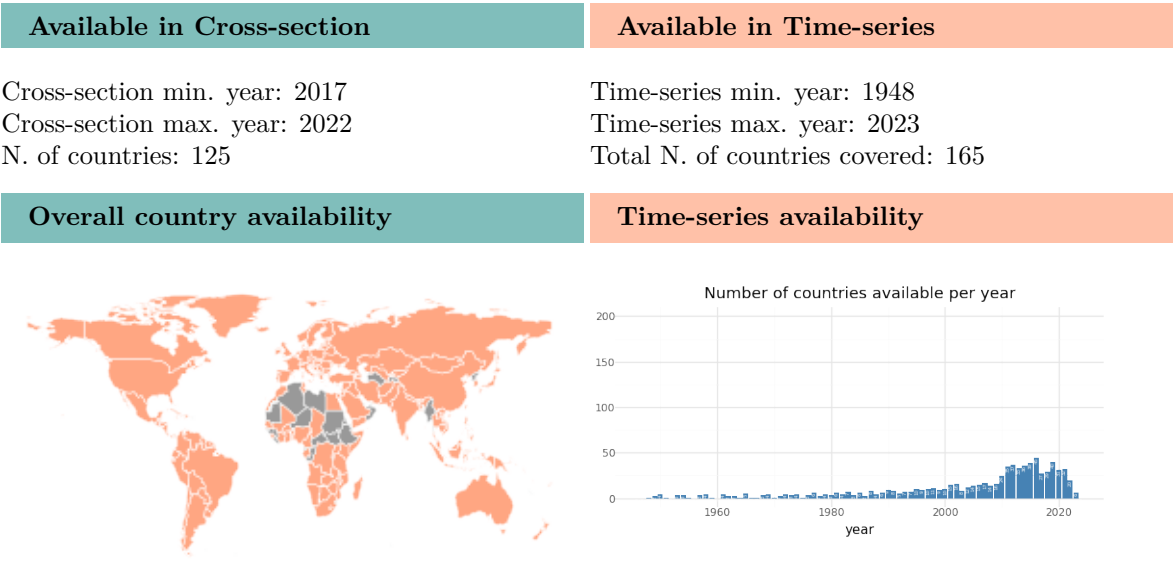 Available in Cross-section
Available in Time-series
Cross-section min. year: 2017
Cross-section max. year: 2022
N. of countries: 125
Time-series min. year: 1948
Time-series max. year: 2023
Total N. of countries covered: 165
Overall country availability
Time-series availability
Number of countries available per year
200
150
100
50
0
1960
1980
2000
2020
year